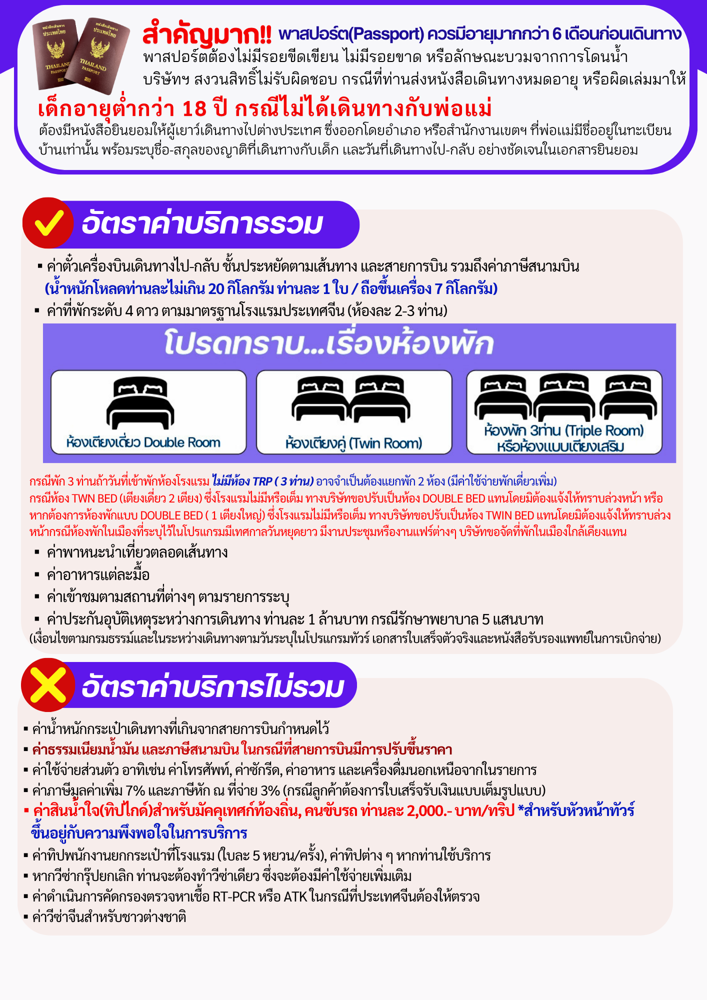 หนังสือเดินทาง
ประเทศไทย
THAILAND
PASSPORT
หนังสือเดินทาง
ประเทศไทย
THAILAND
PASSPORT
สำคัญมาก!! พาสปอร์ต(Passport) ควรมีอายุมากกว่า 6 เดือนก่อนเดินทาง
พาสปอร์ตต้องไม่มีรอยขีดเขียน ไม่มีรอยขาด หรือลักษณะบวมจากการโดนน้ำ
บริษัทฯ สงวนสิทธิ์ไม่รับผิดชอบ กรณีที่ท่านส่งหนังสือเดินทางหมดอายุ หรือผิดเล่มมาให้
เด็กอายุต่ำกว่า 18 ปี กรณีไม่ได้เดินทางกับพ่อแม่
ต้องมีหนังสือยินยอมให้ผู้เยาว์เดินทางไปต่างประเทศ ซึ่งออกโดยอำเภอ หรือสำนักงานเขตฯ ที่พ่อแม่มีชื่ออยู่ในทะเบียน
บ้านเท่านั้น พร้อมระบุชื่อ-สกุลของญาติที่เดินทางกับเด็ก และวันที่เดินทางไป-กลับ อย่างชัดเจนในเอกสารยินยอม
อัตราค่าบริการรวม
▪ ค่าตั๋วเครื่องบินเดินทางไป-กลับ ชั้นประหยัดตามเส้นทาง และสายการบิน รวมถึงค่าภาษีสนามบิน
(น้ำหนักโหลดท่านละไม่เกิน 20 กิโลกรัม ท่านละ 1 ใบ / ถือขึ้นเครื่อง 7 กิโลกรัม)
▪ ค่าที่พักระดับ 4 ดาว ตามมาตรฐานโรงแรมประเทศจีน (ห้องละ 2-3 ท่าน)
โปรดทราบ...เรื่องห้องพัก
ห้องเตียงเดี่ยว Double Room
ห้องเตียงคู่ (Twin Room)
ห้องพัก 3ท่าน (Triple Room)
หรือห้องแบบเตียงเสริม
กรณีพัก 3 ท่านถ้าวันที่เข้าพักห้องโรงแรม ไม่มีห้อง TRP ( 3 ท่าน) อาจจำเป็นต้องแยกพัก 2 ห้อง (มีค่าใช้จ่ายพักเดี่ยวเพิ่ม)
กรณีห้อง TWN BED (เตียงเดี่ยว 2 เตียง) ซึ่งโรงแรมไม่มีหรือเต็ม ทางบริษัทขอปรับเป็นห้อง DOUBLE BED แทนโดยมิต้องแจ้งให้ทราบล่วงหน้า หรือ
หากต้องการห้องพักแบบ DOUBLE BED ( 1 เตียงใหญ่) ซึ่งโรงแรมไม่มีหรือเต็ม ทางบริษัทขอปรับเป็นห้อง TWIN BED แทนโดยมิต้องแจ้งให้ทราบล่วง
หน้ากรณีห้องพักในเมืองที่ระบุไว้ในโปรแกรมมีเทศกาลวันหยุดยาว มีงานประชุมหรืองานแฟร์ต่างๆ บริษัทขอจัดที่พักในเมืองใกล้เคียงแทน
▪ ค่าพาหนะนำเที่ยวตลอดเส้นทาง
▪ ค่าอาหารแต่ละมื้อ
▪ ค่าเข้าชมตามสถานที่ต่างๆ ตามรายการระบุ
▪ ค่าประกันอุบัติเหตุระหว่างการเดินทาง ท่านละ 1 ล้านบาท กรณีรักษาพยาบาล 5 แสนบาท
(เงื่อนไขตามกรมธรรม์และในระหว่างเดินทางตามวันระบุในโปรแกรมทัวร์ เอกสารใบเสร็จตัวจริงและหนังสือรับรองแพทย์ในการเบิกจ่าย)
อัตราค่าบริการไม่รวม
▪ ค่าน้ำหนักกระเป๋าเดินทางที่เกินจากสายการบินกำหนดไว้
▪ ค่าธรรมเนียมน้ำมัน และภาษีสนามบิน ในกรณีที่สายการบินมีการปรับขึ้นราคา
▪ ค่าใช้จ่ายส่วนตัว อาทิเช่น ค่าโทรศัพท์, ค่าซักรีด, ค่าอาหาร และเครื่องดื่มนอกเหนือจากในรายการ
▪ ค่าภาษีมูลค่าเพิ่ม 7% และภาษีหัก ณ ที่จ่าย 3% (กรณีลูกค้าต้องการใบเสร็จรับเงินแบบเต็มรูปแบบ)
▪ ค่าสินน้ำใจ(ทิปไกด์)สำหรับมัคคุเทศก์ท้องถิ่น, คนขับรถ ท่านละ 2,000.- บาท/ทริป *สำหรับหัวหน้าทัวร์
ขึ้นอยู่กับความพึงพอใจในการบริการ
▪ ค่าทิปพนักงานยกกระเป๋าที่โรงแรม (ใบละ 5 หยวน/ครั้ง), ค่าทิปต่าง ๆ หากท่านใช้บริการ
▪ หากวีซ่ากรุ๊ปยกเลิก ท่านจะต้องทำวีซ่าเดียว ซึ่งจะต้องมีค่าใช้จ่ายเพิ่มเติม
▪ ค่าดำเนินการคัดกรองตรวจหาเชื้อ RT-PCR หรือ ATK ในกรณีที่ประเทศจีนต้องให้ตรวจ
▪ ค่าวีซ่าจีนสำหรับชาวต่างชาติ